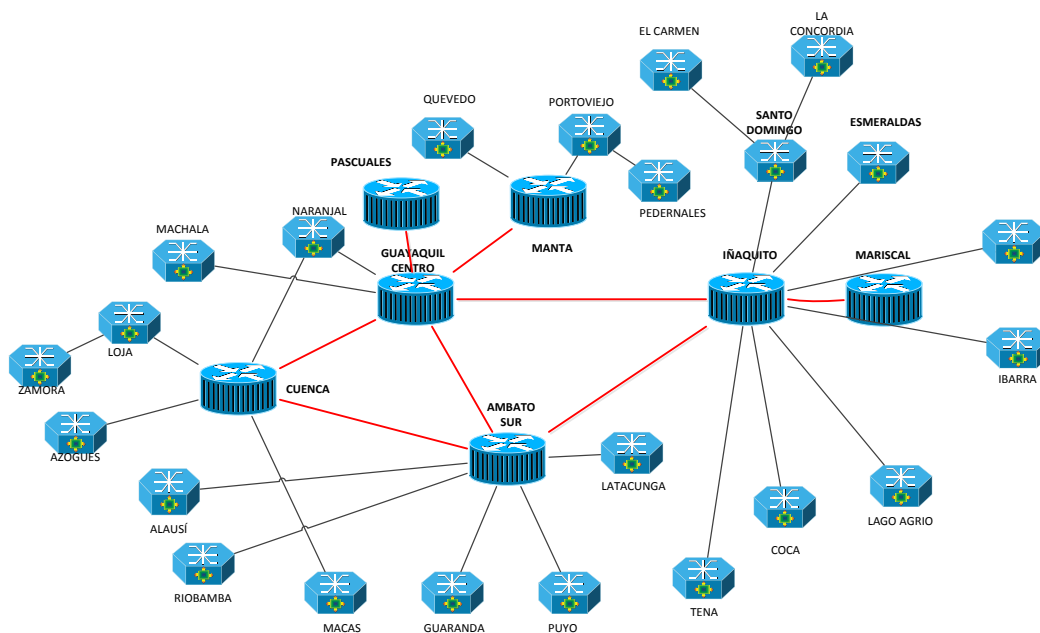 LA
CONCORDIA
EL CARMEN
QUEVEDO
PORTOVIEJO
SANTO
DOMINGO
ESMERALDAS
PASCUALES
NARANJAL
PEDERNALES
MACHALA
MANTA
GUAYAQUIL
CENTRO
IÑAQUITO
MARISCAL
LOJA
IBARRA
ZAMORA
CUENCA
AMBATO
SUR
AZOGUES
LATACUNGA
ALAUSÍ
LAGO AGRIO
COCA
RIOBAMBA
TENA
MACAS
GUARANDA
PUYO